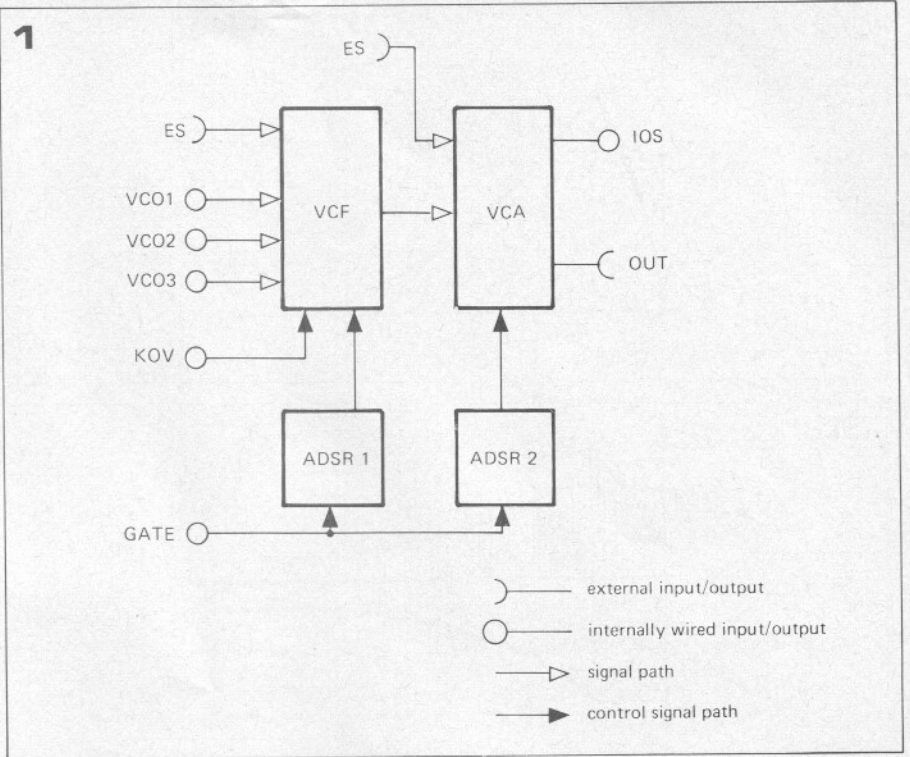 1
ES
ES
VCO1
VCO2
VCO3
KOV
VCF
VCA
IOS
OUT
ADSR 1
ADSR 2
GATE
external input/output
internally wired input/output
signal path
control signal path